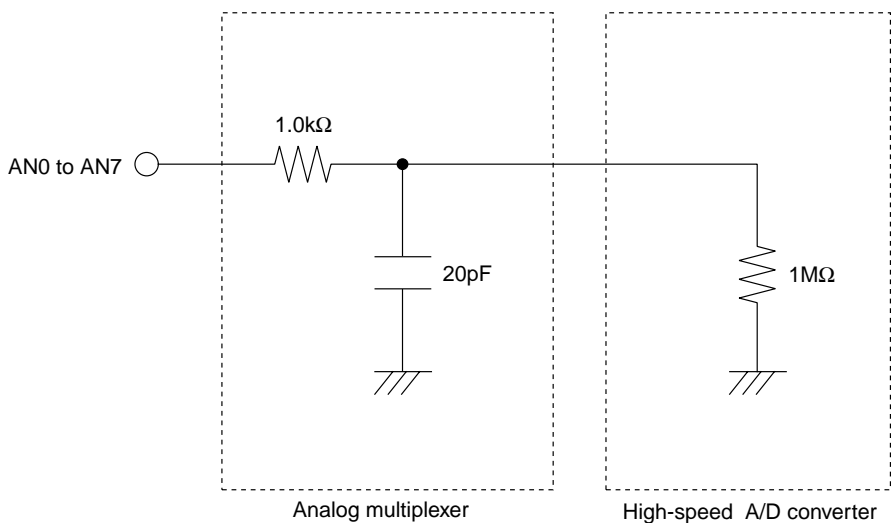 1.0kΩ
AN0 to AN7
20pF
1MΩ
Analog multiplexer
High-speed A/D converter